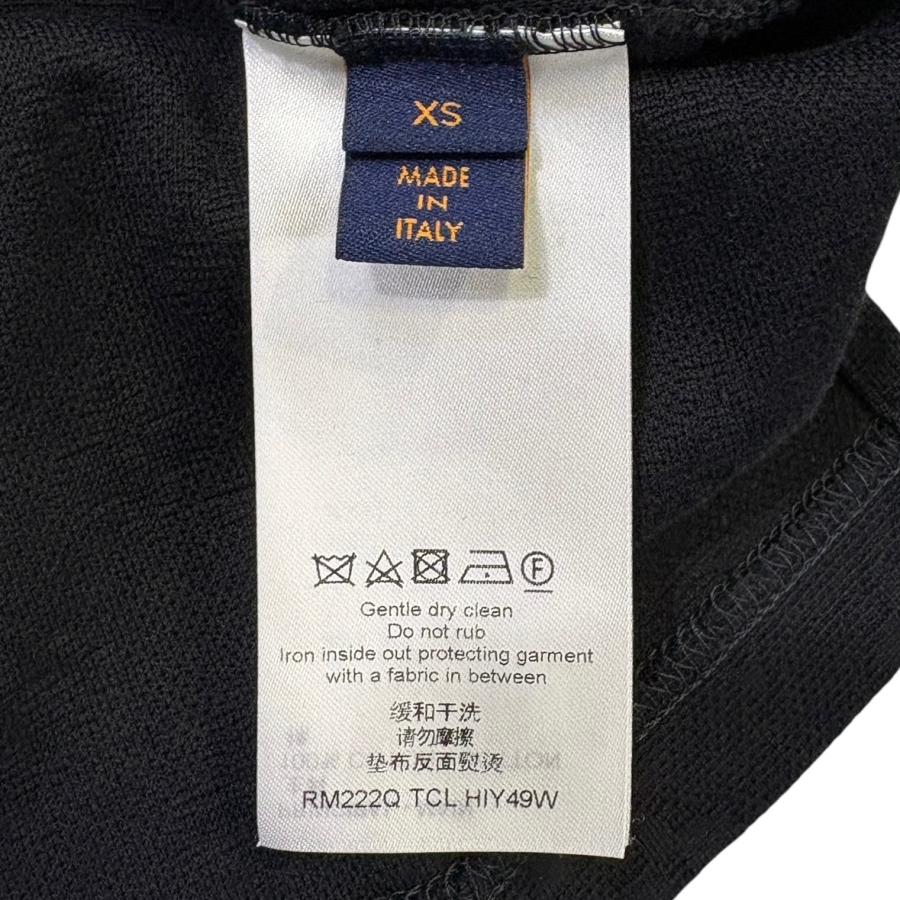 XS
MADE
IN
ITALY
F
Gentle dry clean
Do not rub
Iron inside out protecting garment
with a fabric in between
缓和干洗
请勿摩擦
垫布反面熨烫
RM222Q TCL HIY49W